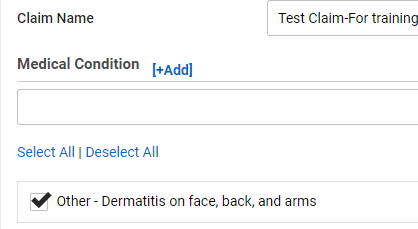 Claim Name
Test Claim-For training
Medical Condition [+Add]
Select All | Deselect All
Other - Dermatitis on face, back, and arms